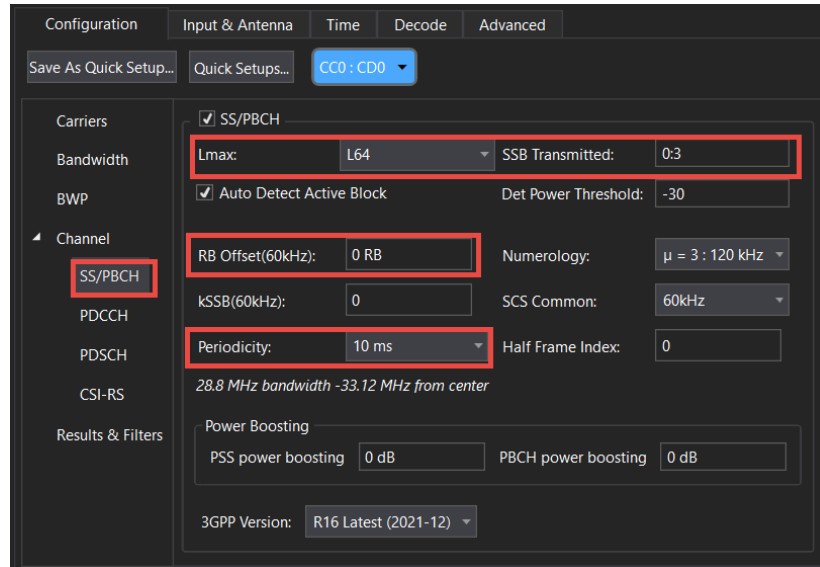 Configuration Input & Antenna Time Decode Advanced
Save As Quick Setup... Quick Setups... CC0 : CD0
Carriers
Bandwidth
BWP
Channel
SS/PBCH
PDCCH
PDSCH
CSI-RS
Results & Filters
SS/PBCH
Lmax: L64 SSB Transmitted: 0:3
Auto Detect Active Block Det Power Threshold: -30
RB Offset(60kHz): 0 RB Numerology: μ = 3 : 120 kHz
kSSB(60kHz): 0 SCS Common: 60kHz
Periodicity: 10 ms Half Frame Index: 0
28.8 MHz bandwidth -33.12 MHz from center
Power Boosting
PSS power boosting 0 dB PBCH power boosting 0 dB
3GPP Version: R16 Latest (2021-12)